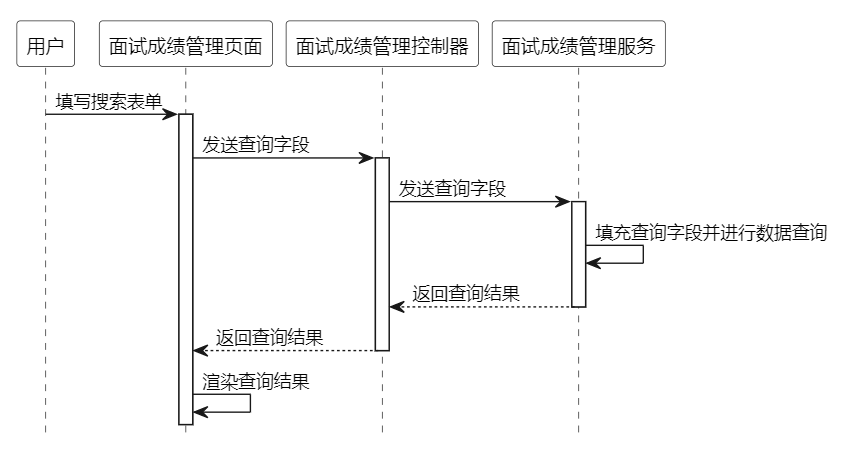 用户
面试成绩管理页面
面试成绩管理控制器
面试成绩管理服务
填写搜索表单
发送查询字段
发送查询字段
填充查询字段并进行数据查询
返回查询结果
返回查询结果
渲染查询结果